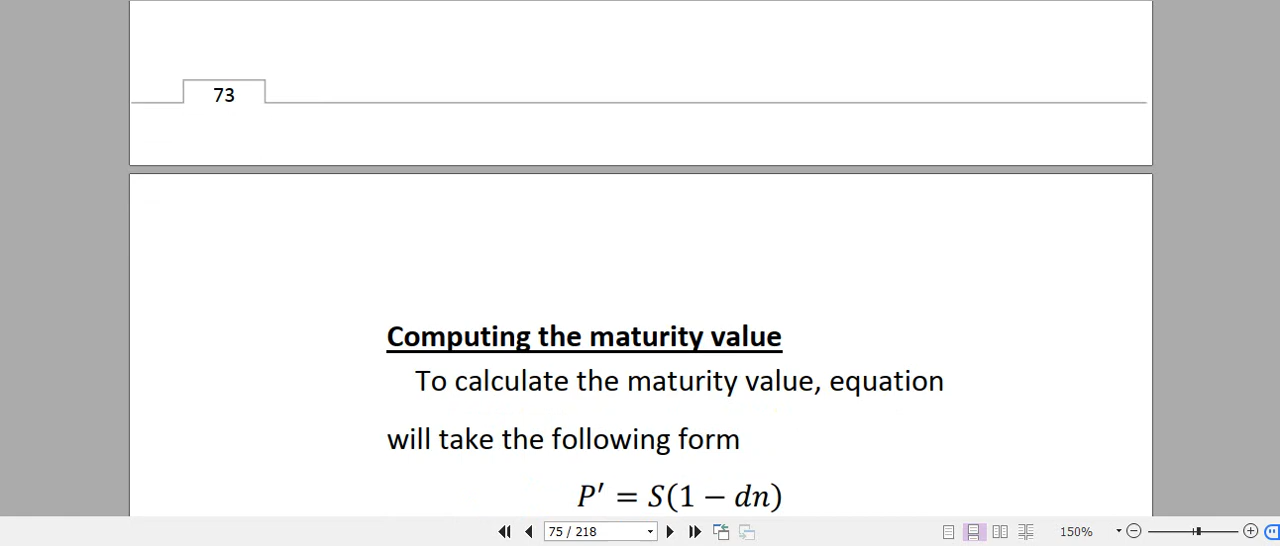 73
Computing the maturity value
To calculate the maturity value, equation
will take the following form
P′ = S(1 − dn)
75 / 218
150%